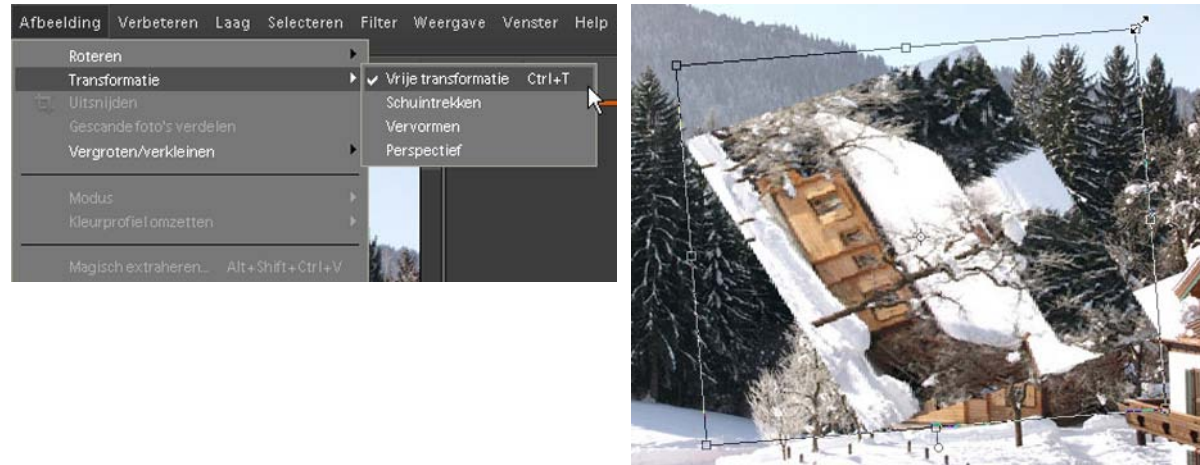 Afbeelding Verbeteren Laag Selecteren Filter Weergave Venster Help
Roteren
Transformatie
Uitsnijden
Gescande foto's verdelen
Vergroten/verkleinen
Modus
Kleurprofiel omzetten
Magisch extraheren... Alt+Shift+Ctrl+V
Vrije transformatie Ctrl+T
Schuintrekken
Vervormen
Perspectief